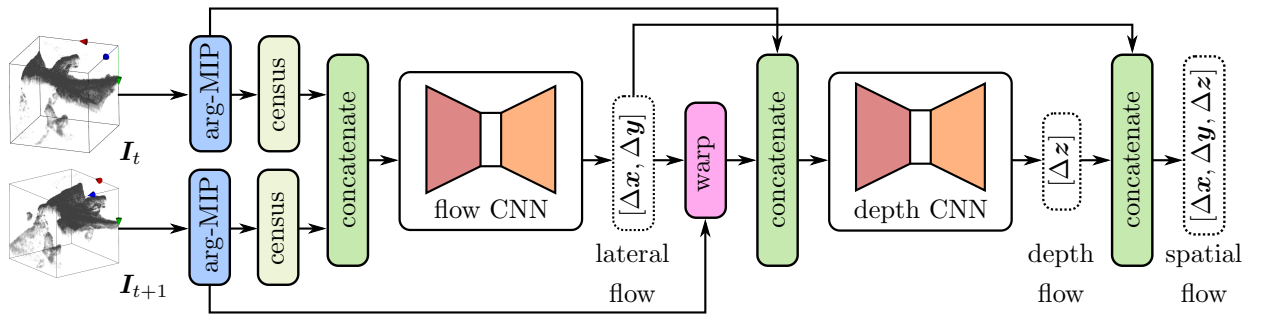 I_t
arg-MIP
census
I_{t+1}
arg-MIP
census
concatenate
flow CNN
[Δx, Δy]
lateral
flow
warp
concatenate
depth CNN
[Δz]
depth
flow
concatenate
[Δx, Δy, Δz]
spatial
flow